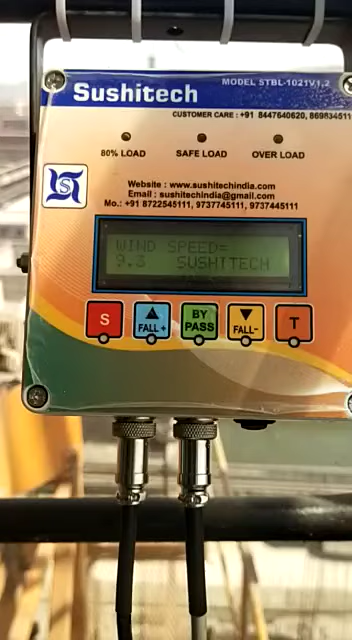 Sushitech
MODEL STBL-1021V1.2
CUSTOMER CARE : +91 8447640620, 869834511
80% LOAD SAFE LOAD OVER LOAD
Website : www.sushitechindia.com
Email : sushitechindia@gmail.com
Mo.: +91 8722545111, 9737745111, 9737445111
WIND SPEED=
9.3 SUSHITECH
S
FALL+
BY
PASS
FALL-
T